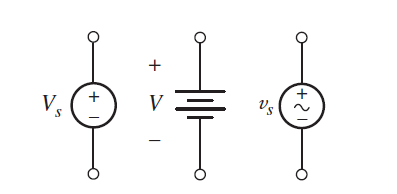 +
V_s + − V v_s + ~ −
−